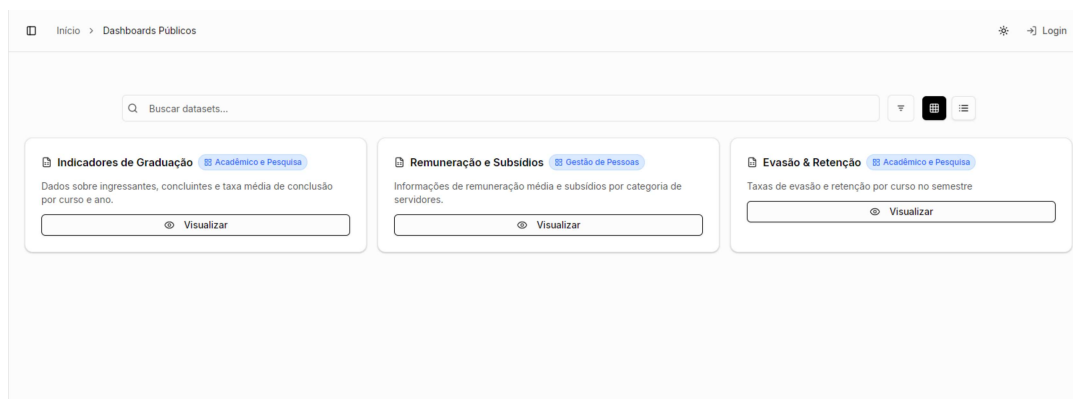 Início > Dashboards Públicos
Login
Buscar datasets...
Indicadores de Graduação
Acadêmico e Pesquisa
Dados sobre ingressantes, concluintes e taxa média de conclusão
por curso e ano.
Visualizar
Remuneração e Subsídios
Gestão de Pessoas
Informações de remuneração média e subsídios por categoria de
servidores.
Visualizar
Evasão & Retenção
Acadêmico e Pesquisa
Taxas de evasão e retenção por curso no semestre
Visualizar